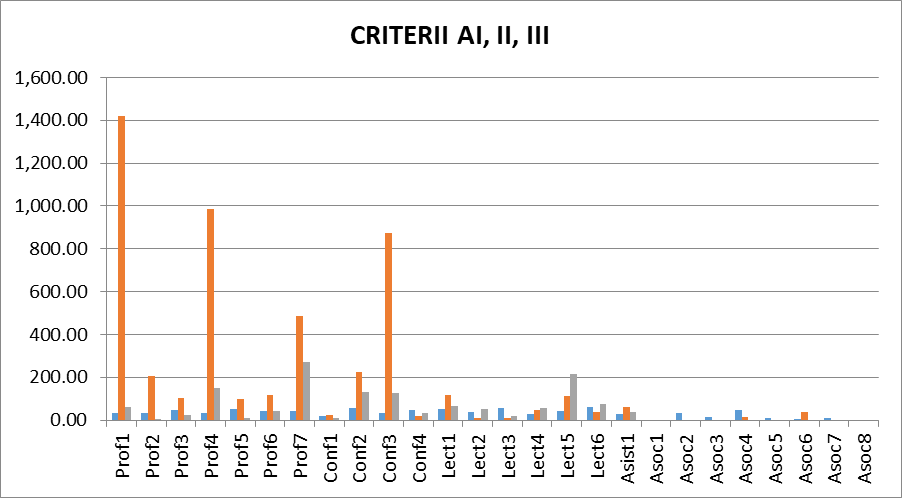 CRITERII AI, II, III
1,600.00
1,400.00
1,200.00
1,000.00
800.00
600.00
400.00
200.00
0.00
Prof1
Prof2
Prof3
Prof4
Prof5
Prof6
Prof7
Conf1
Conf2
Conf3
Conf4
Lect1
Lect2
Lect3
Lect4
Lect5
Lect6
Asist1
Asoc1
Asoc2
Asoc3
Asoc4
Asoc5
Asoc6
Asoc7
Asoc8